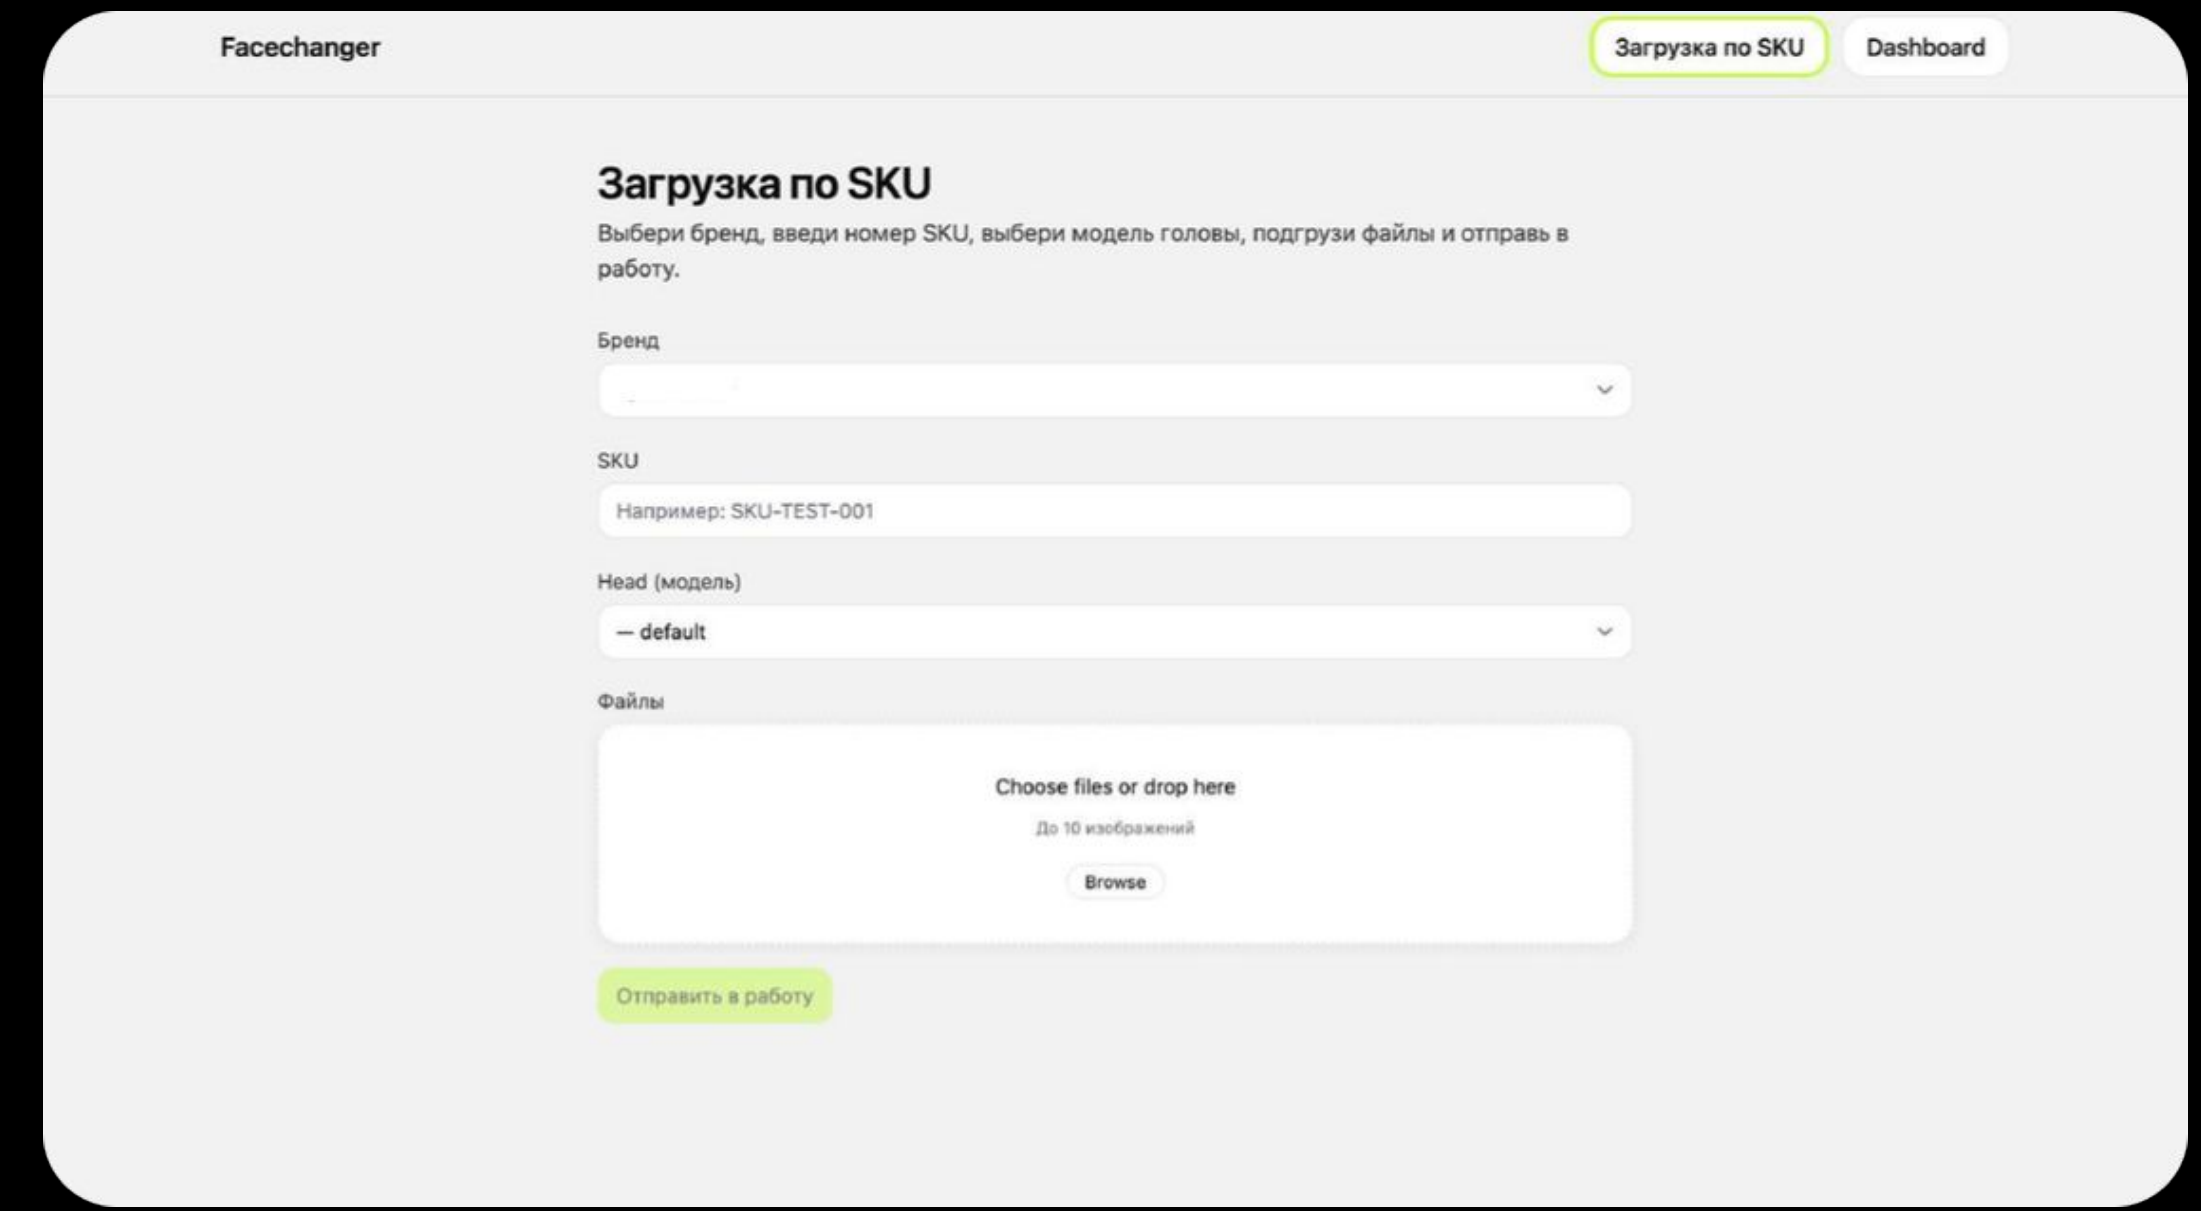 Facechanger
Загрузка по SKU
Dashboard
Загрузка по SKU
Выбери бренд, введи номер SKU, выбери модель головы, подгрузи файлы и отправь в
работу.
Бренд
SKU
Например: SKU-TEST-001
Head (модель)
— default
Файлы
Choose files or drop here
До 10 изображений
Browse
Отправить в работу